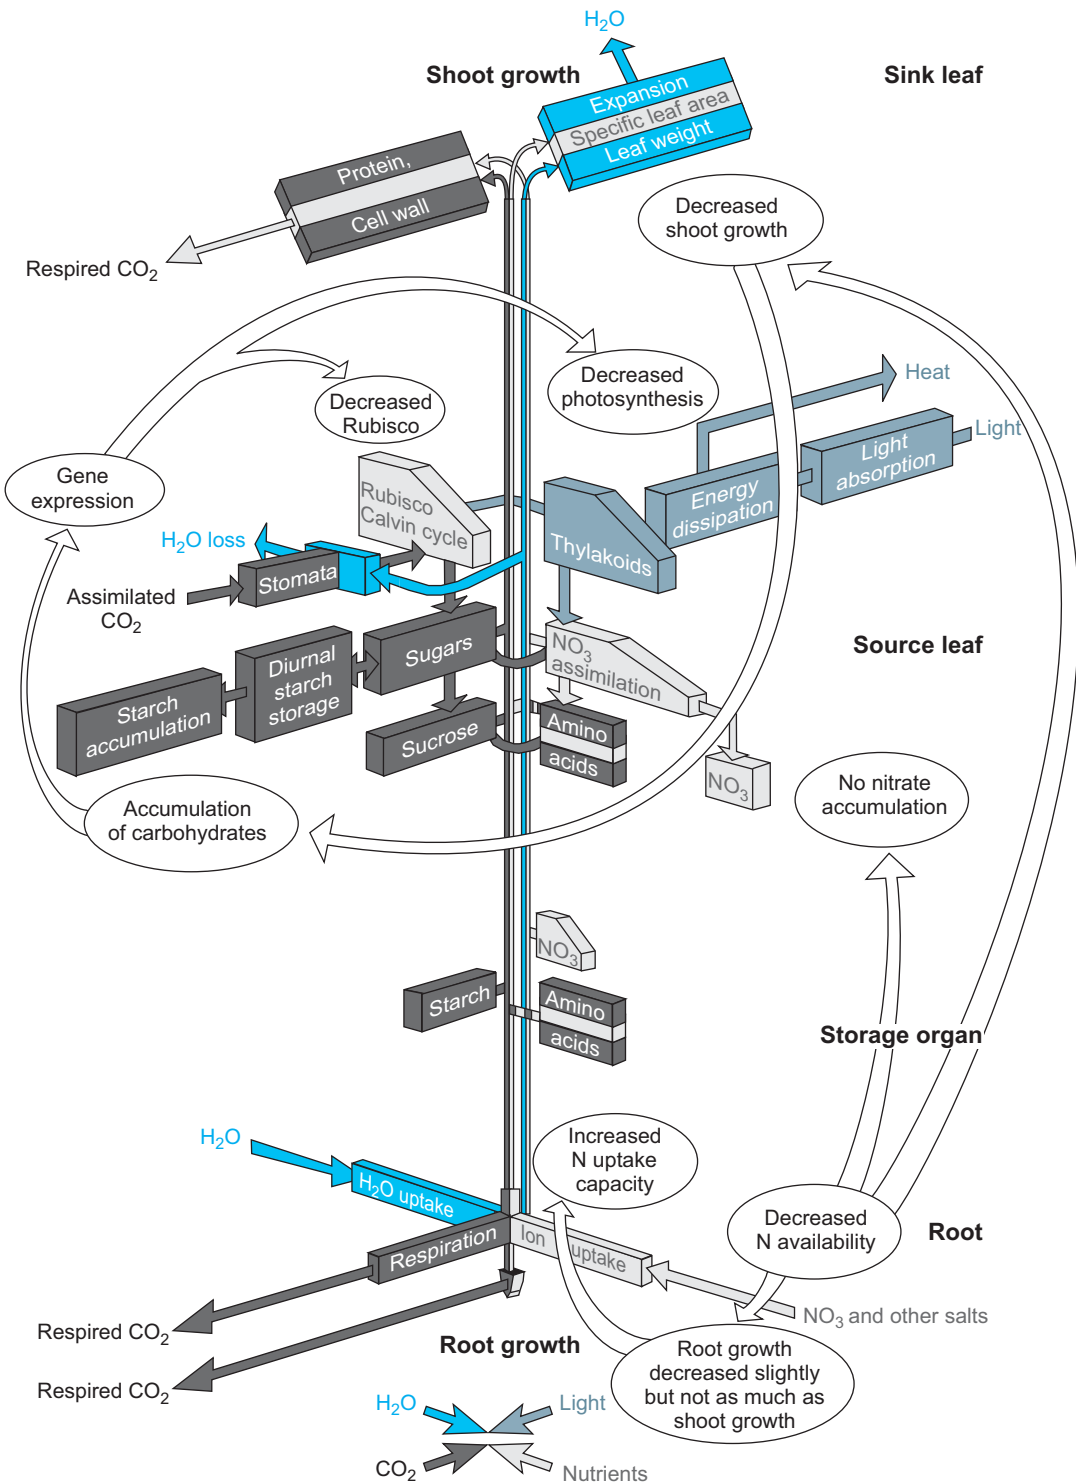 H2O
Shoot growth
Sink leaf
Expansion
Specific leaf area
Leaf weight
Protein,
Cell wall
Respired CO2
Decreased
shoot growth
Decreased
Rubisco
Decreased
photosynthesis
Heat
Light
Light
absorption
Energy
dissipation
Gene
expression
Rubisco
Calvin cycle
Thylakoids
H2O loss
Stomata
Assimilated
CO2
Sugars
NO3
assimilation
Source leaf
Diurnal
starch
storage
Starch
accumulation
Sucrose
Amino
acids
NO3
No nitrate
accumulation
Accumulation
of carbohydrates
NO3
Starch
Amino
acids
Storage organ
H2O
H2O uptake
Increased
N uptake
capacity
Decreased
N availability
Root
Respiration
Ion uptake
NO3 and other salts
Respired CO2
Respired CO2
Root growth
Root growth
decreased slightly
but not as much as
shoot growth
H2O
Light
CO2
Nutrients